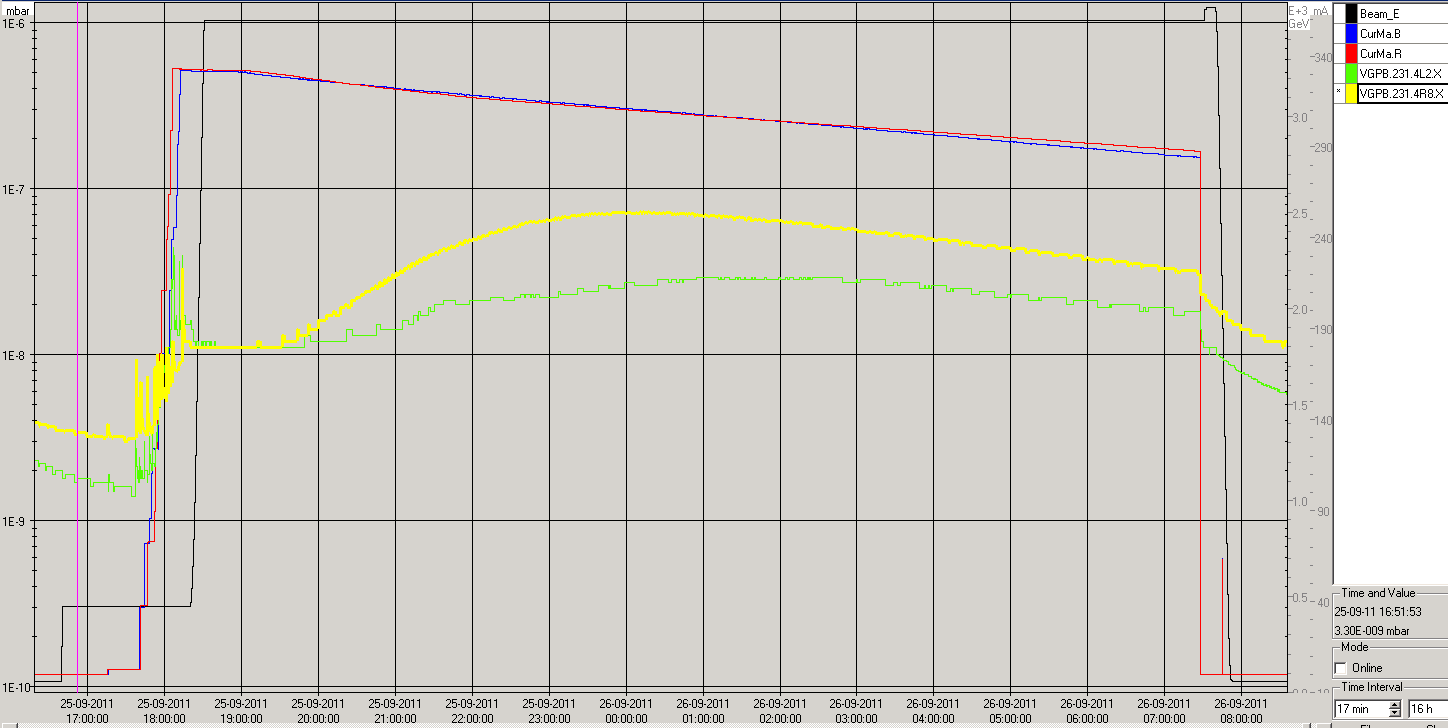 mbar
1E-6
1E-7
1E-8
1E-9
1E-10
E+3 mA
GeV
340
3.0
290
2.5
240
2.0
190
1.5
140
1.0
90
0.5
40
25-09-2011 25-09-2011 25-09-2011 25-09-2011 25-09-2011 25-09-2011 25-09-2011 26-09-2011 26-09-2011 26-09-2011 26-09-2011 26-09-2011 26-09-2011 26-09-2011 26-09-2011 26-09-2011
17:00:00 18:00:00 19:00:00 20:00:00 21:00:00 22:00:00 23:00:00 00:00:00 01:00:00 02:00:00 03:00:00 04:00:00 05:00:00 06:00:00 07:00:00 08:00:00
Beam_E
CurMa.B
CurMa.R
VGPB.231.4L2.X
* VGPB.231.4R8.X
Time and Value
25-09-11 16:51:53
3.30E-009 mbar
Mode
Online
Time Interval
17 min 16 h